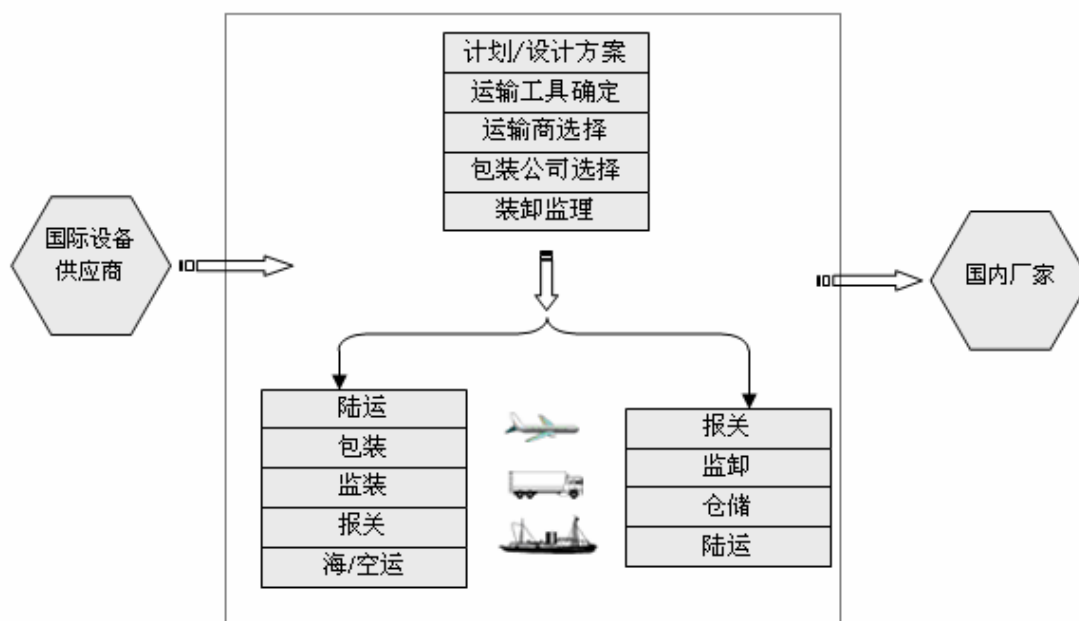 计划/设计方案
运输工具确定
运输商选择
包装公司选择
装卸监理
国际设备
供应商
国内厂家
陆运
包装
监装
报关
海/空运
报关
监卸
仓储
陆运